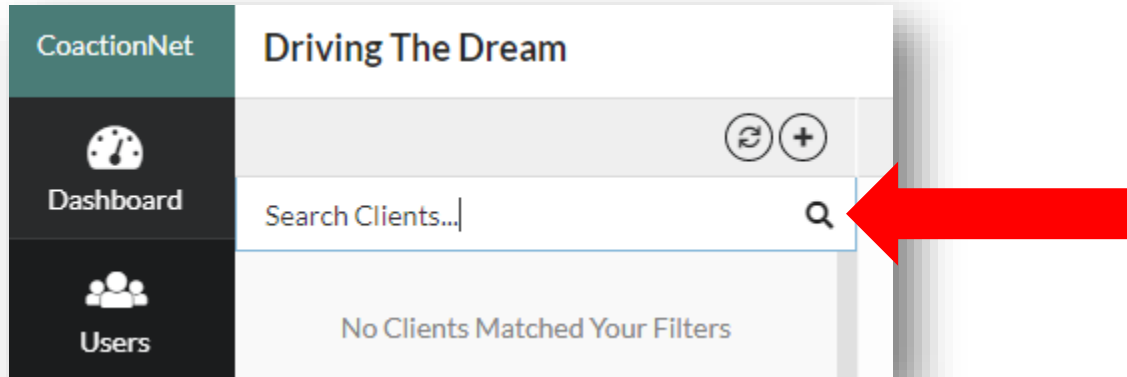 CoactionNet
Driving The Dream
Dashboard
Search Clients...
Users
No Clients Matched Your Filters